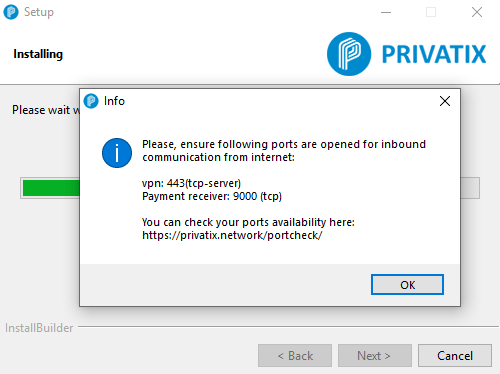 Setup
Installing
PRIVATIX
Please wait
Info
Please, ensure following ports are opened for inbound
communication from internet:
vpn: 443(tcp-server)
Payment receiver: 9000 (tcp)
You can check your ports availability here:
https://privatix.network/portcheck/
OK
InstallBuilder
< Back
Next >
Cancel